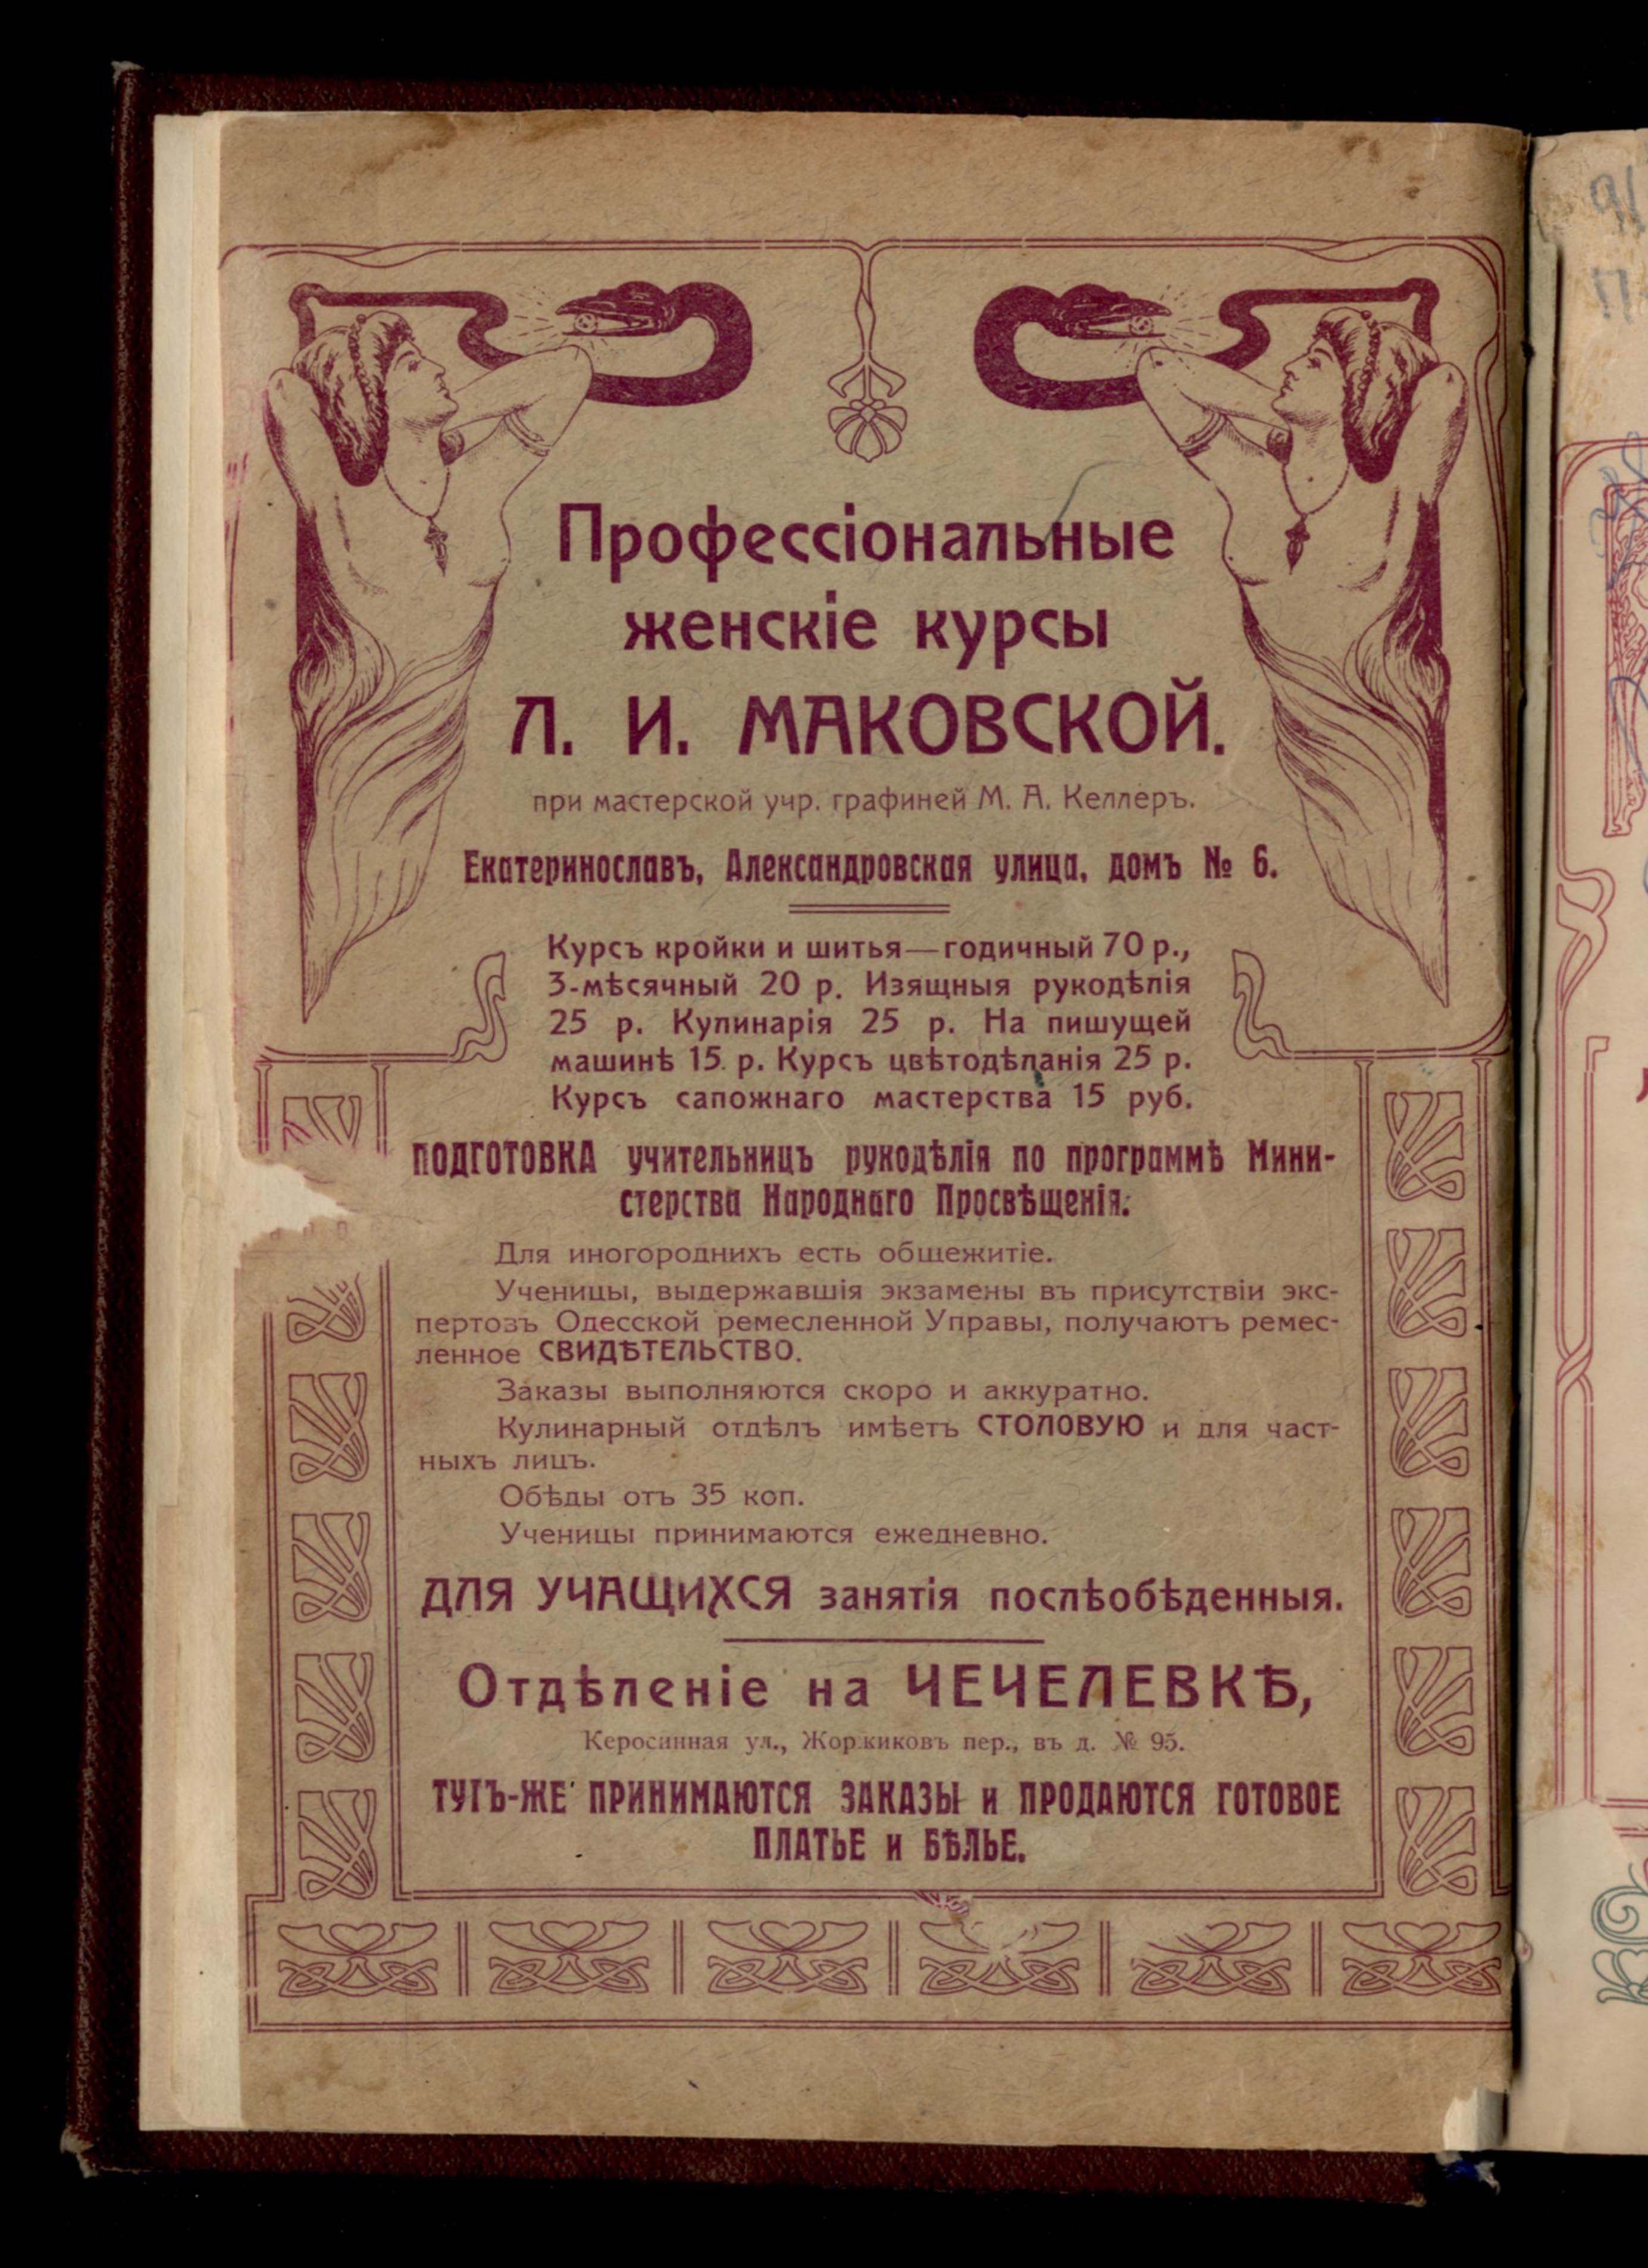 Профессіональные
женскіе курсы
Л. И. МАКОВСКОЙ.
при мастерской учр. графиней М. А. Келлеръ.
Екатеринославъ, Александровская улица, домъ № 6.
Курсъ кройки и шитья—годичный 70 р.,
3-мѣсячный 20 р. Изящныя рукодѣлія
25 р. Кулинарія 25 р. На пишущей
машинѣ 15 р. Курсъ цвѣтодѣланія 25 р.
Курсъ сапожнаго мастерства 15 руб.
ПОДГОТОВКА учительницъ рукодѣлія по программѣ Мини-
стерства Народнаго Просвѣщенія.
Для иногороднихъ есть общежитіе.
Ученицы, выдержавшія экзамены въ присутствіи экс-
пертовъ Одесской ремесленной Управы, получаютъ ремес-
ленное СВИДѢТЕЛЬСТВО.
Заказы выполняются скоро и аккуратно.
Кулинарный отдѣлъ имѣетъ СТОЛОВУЮ и для част-
ныхъ лицъ.
Обѣды отъ 35 коп.
Ученицы принимаются ежедневно.
ДЛЯ УЧАЩИХСЯ занятія послѣобѣденныя.
Отдѣленіе на ЧЕЧЕЛЕВКѢ,
Керосинная ул., Жоржиковъ пер., въ д. № 95.
ТУТЪ-ЖЕ ПРИНИМАЮТСЯ ЗАКАЗЫ и ПРОДАЮТСЯ ГОТОВОЕ
ПЛАТЬЕ и БѢЛЬЕ.